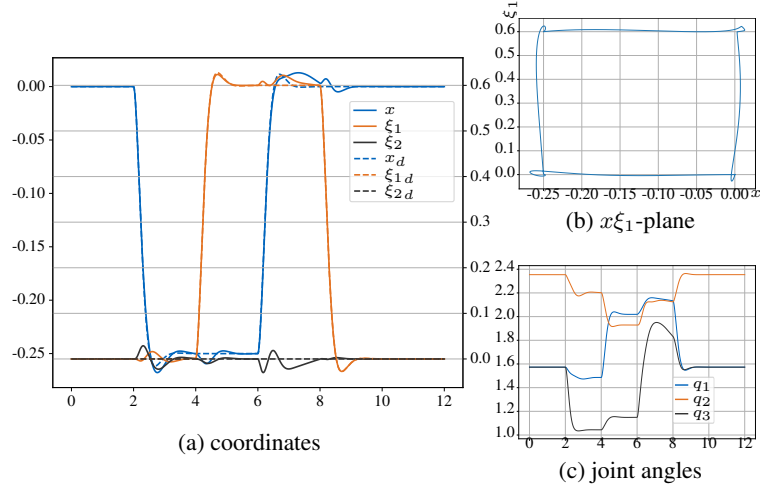 0.00
-0.05
-0.10
-0.15
-0.20
-0.25
0.6
0.5
0.4
0.3
0.2
0.1
0.0
x
ξ₁
ξ₂
x_d
ξ₁_d
ξ₂_d
0 2 4 6 8 10 12
(a) coordinates
ξ₁
0.6
0.5
0.4
0.3
0.2
0.1
0.0
-0.25 -0.20 -0.15 -0.10 -0.05 0.00 x
(b) xξ₁-plane
2.4
2.2
2.0
1.8
1.6
1.4
1.2
1.0
q₁
q₂
q₃
0 2 4 6 8 10 12
(c) joint angles